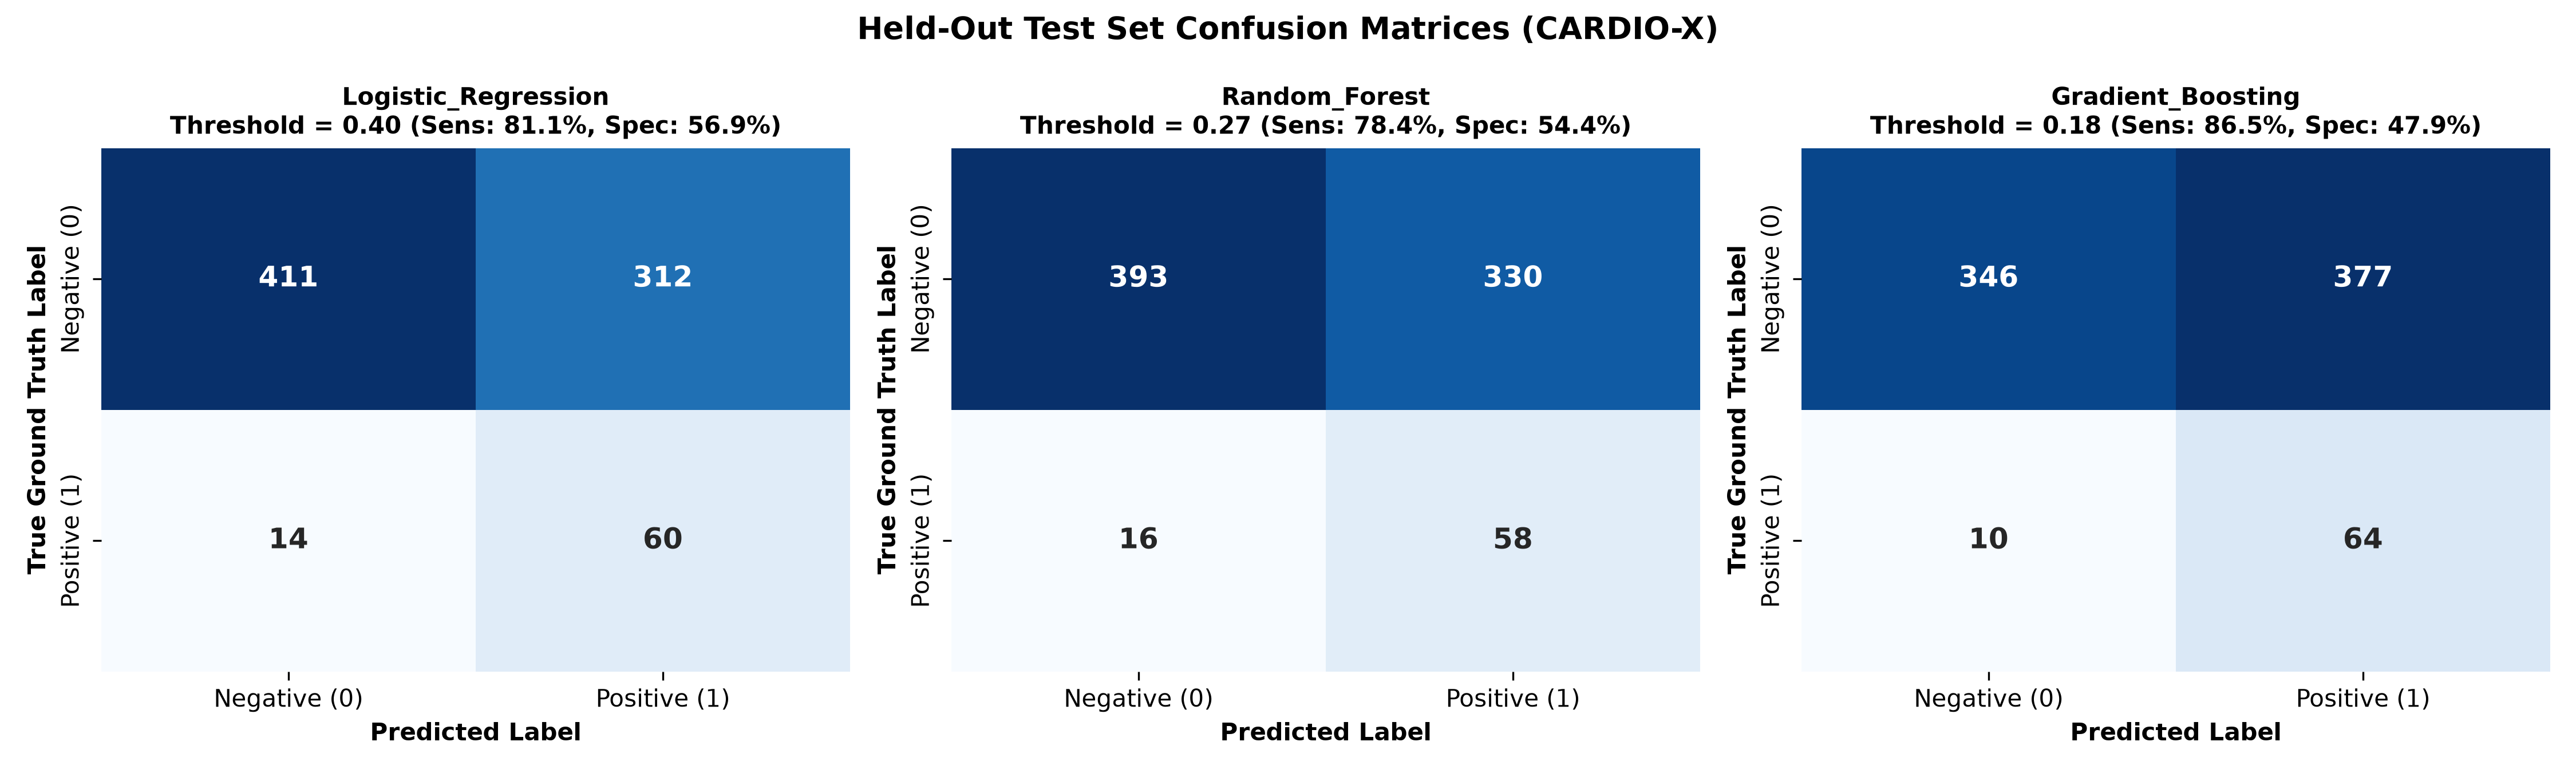 Held-Out Test Set Confusion Matrices (CARDIO-X)
Logistic_Regression
Threshold = 0.40 (Sens: 81.1%, Spec: 56.9%)
True Ground Truth Label
Negative (0)
Positive (1)
411
312
14
60
Negative (0)
Positive (1)
Predicted Label
Random_Forest
Threshold = 0.27 (Sens: 78.4%, Spec: 54.4%)
True Ground Truth Label
Negative (0)
Positive (1)
393
330
16
58
Negative (0)
Positive (1)
Predicted Label
Gradient_Boosting
Threshold = 0.18 (Sens: 86.5%, Spec: 47.9%)
True Ground Truth Label
Negative (0)
Positive (1)
346
377
10
64
Negative (0)
Positive (1)
Predicted Label